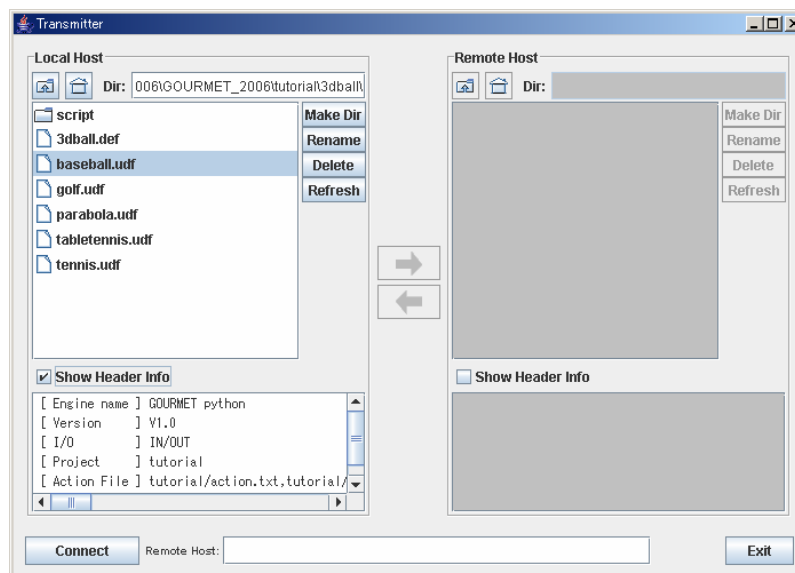 Transmitter
Local Host
Dir: 006\GOURMET_2006\tutorial\3dball\
script
3dball.def
baseball.udf
golf.udf
parabola.udf
tabletennis.udf
tennis.udf
Make Dir
Rename
Delete
Refresh
Show Header Info
[ Engine name ] GOURMET python
[ Version ] V1.0
[ I/O ] IN/OUT
[ Project ] tutorial
[ Action File ] tutorial/action.txt,tutorial/
Remote Host
Dir:
Make Dir
Rename
Delete
Refresh
Show Header Info
Connect
Remote Host:
Exit